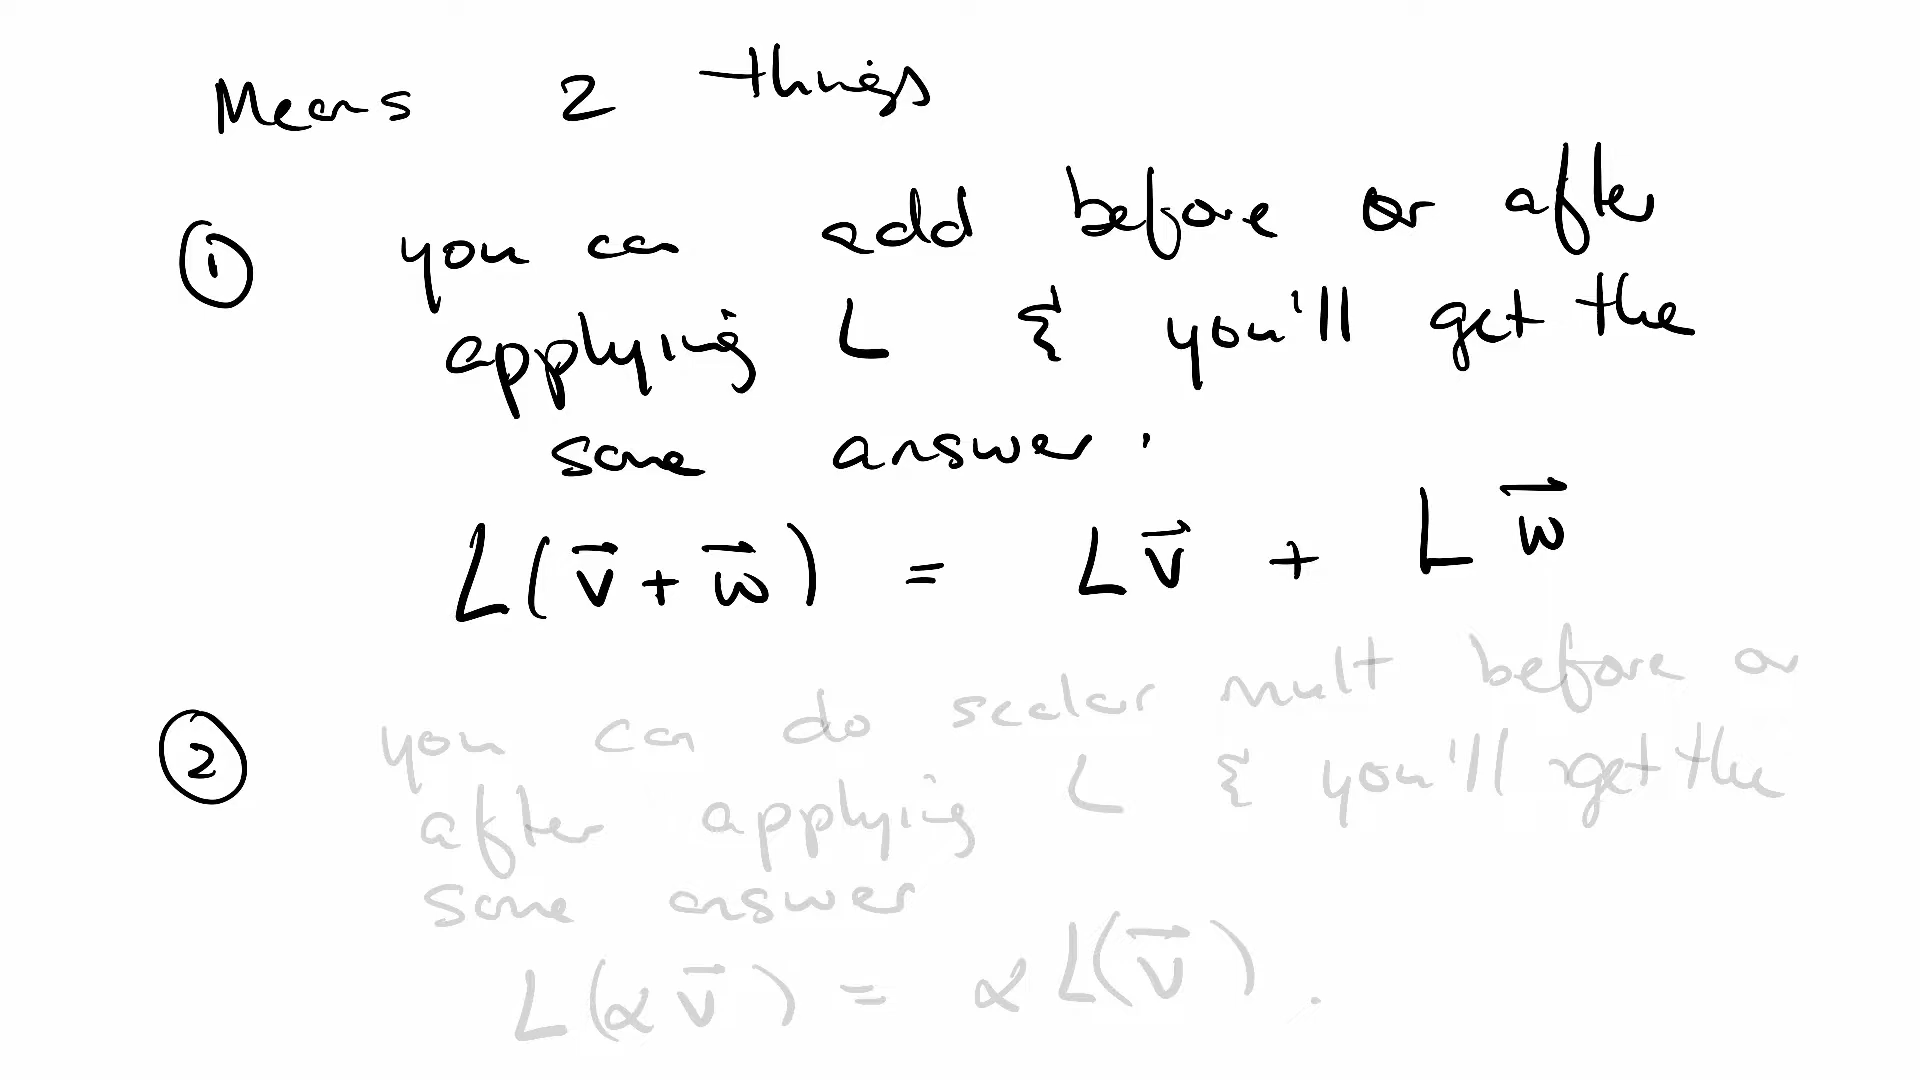 Means 2 things
① you can add before or after
applying L & you'll get the
same answer.
L(v⃗ + w⃗) = Lv⃗ + Lw⃗
② you can do scalar mult before or
after applying L & you'll get the
same answer
L(αv⃗) = αL(v⃗).